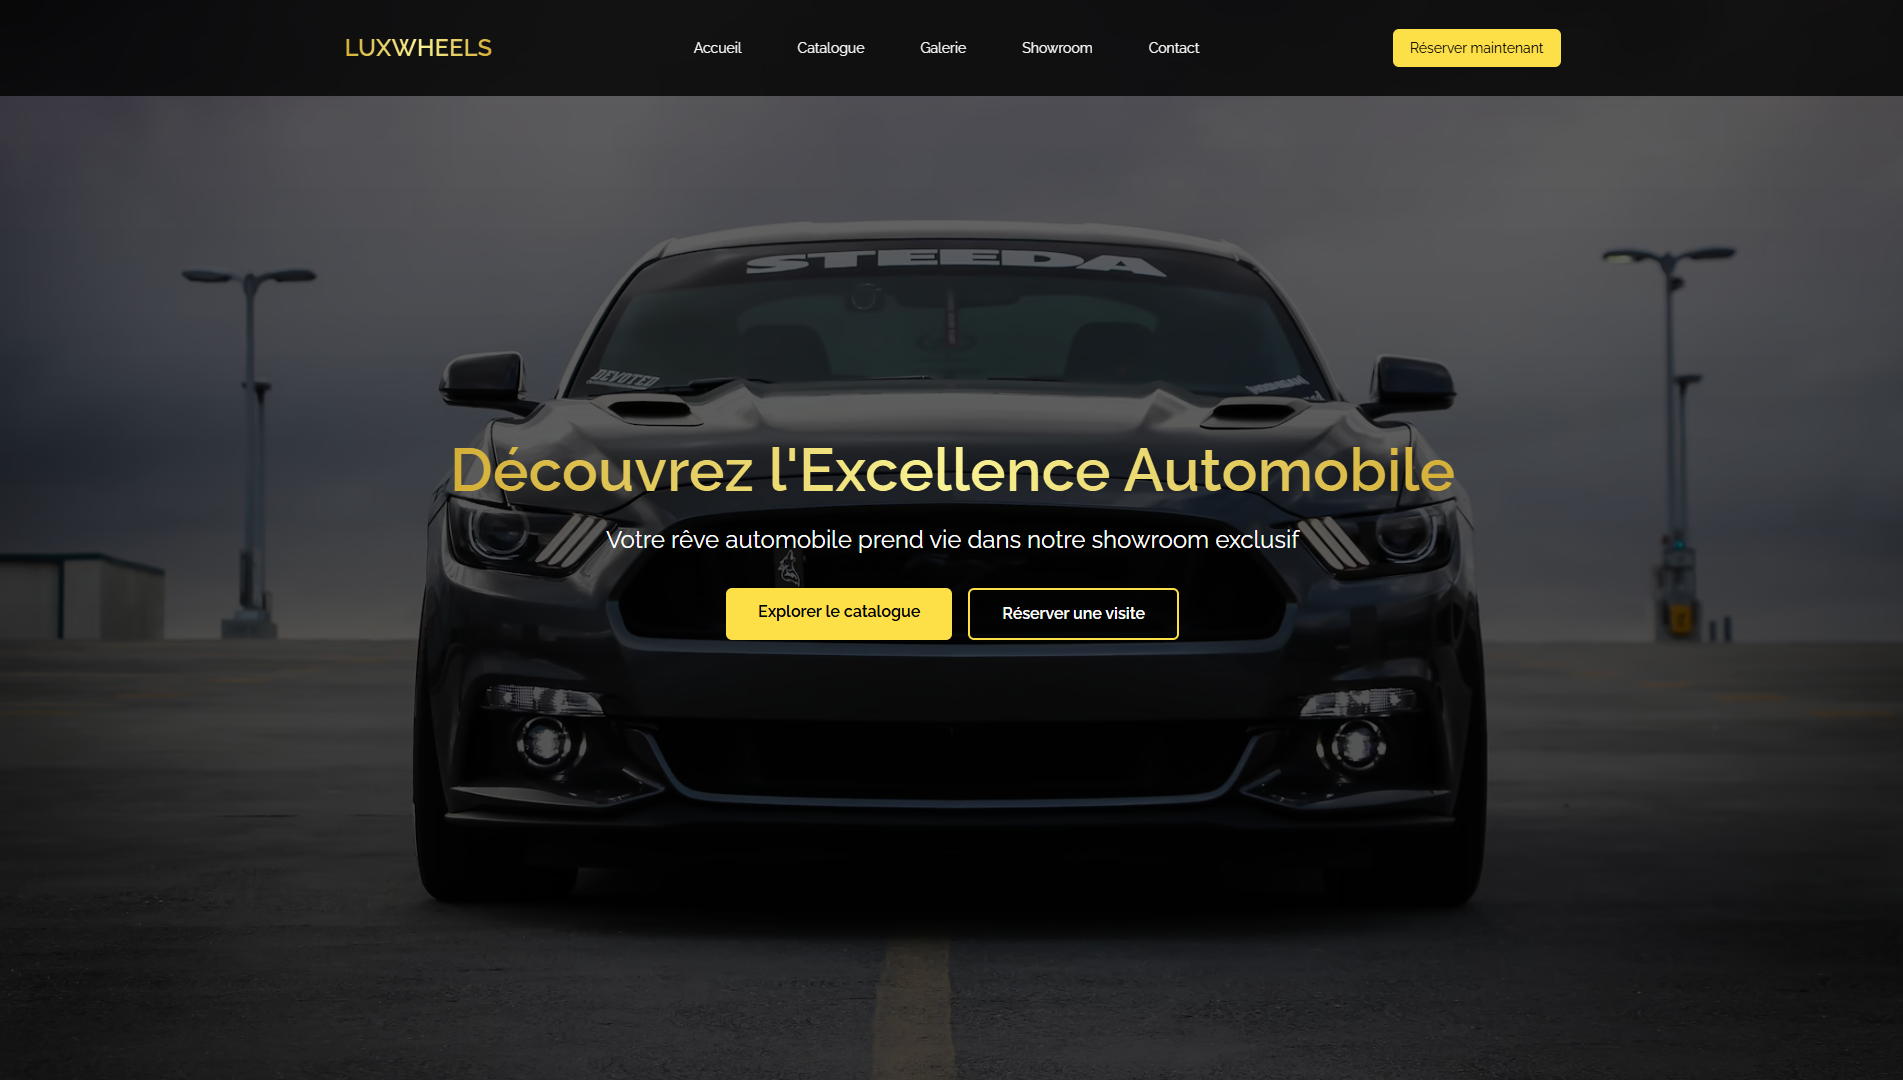 LUXWHEELS
Accueil
Catalogue
Galerie
Showroom
Contact
Réserver maintenant
STEEDA
DEVOTED
HOONIGAN
Découvrez l'Excellence Automobile
Votre rêve automobile prend vie dans notre showroom exclusif
Explorer le catalogue
Réserver une visite